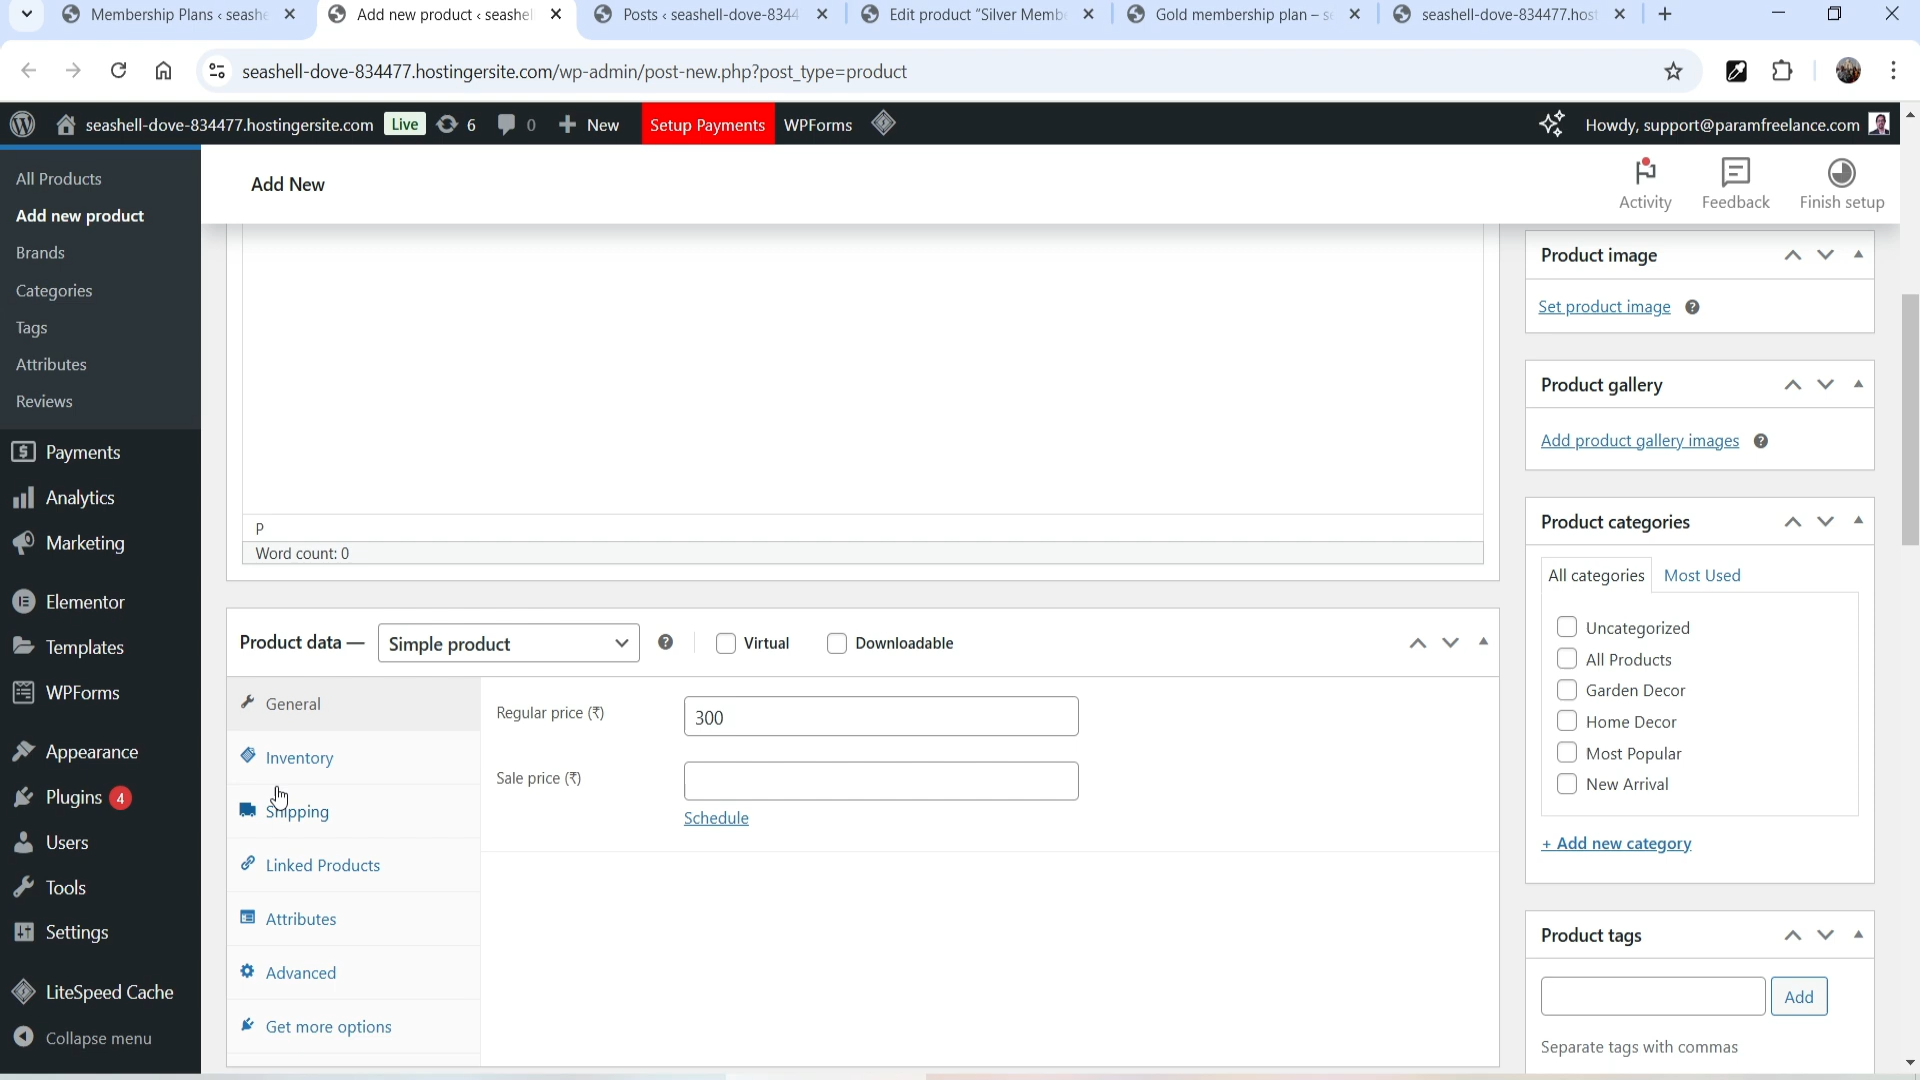 Membership Plans ‹ seashe
Add new product ‹ seashel
Posts ‹ seashell-dove-8344
Edit product "Silver Membe
Gold membership plan – se
seashell-dove-834477.host
seashell-dove-834477.hostingersite.com/wp-admin/post-new.php?post_type=product
seashell-dove-834477.hostingersite.com Live 6 0 New Setup Payments WPForms Howdy, support@paramfreelance.com
All Products
Add new product
Brands
Categories
Tags
Attributes
Reviews
Payments
Analytics
Marketing
Elementor
Templates
WPForms
Appearance
Plugins 4
Users
Tools
Settings
LiteSpeed Cache
Collapse menu
Add New
Activity
Feedback
Finish setup
P
Word count: 0
Product data — Simple product Virtual Downloadable
General
Inventory
Shipping
Linked Products
Attributes
Advanced
Get more options
Regular price (₹) 300
Sale price (₹)
Schedule
Product image
Set product image
Product gallery
Add product gallery images
Product categories
All categories Most Used
Uncategorized
All Products
Garden Decor
Home Decor
Most Popular
New Arrival
+ Add new category
Product tags
Add
Separate tags with commas